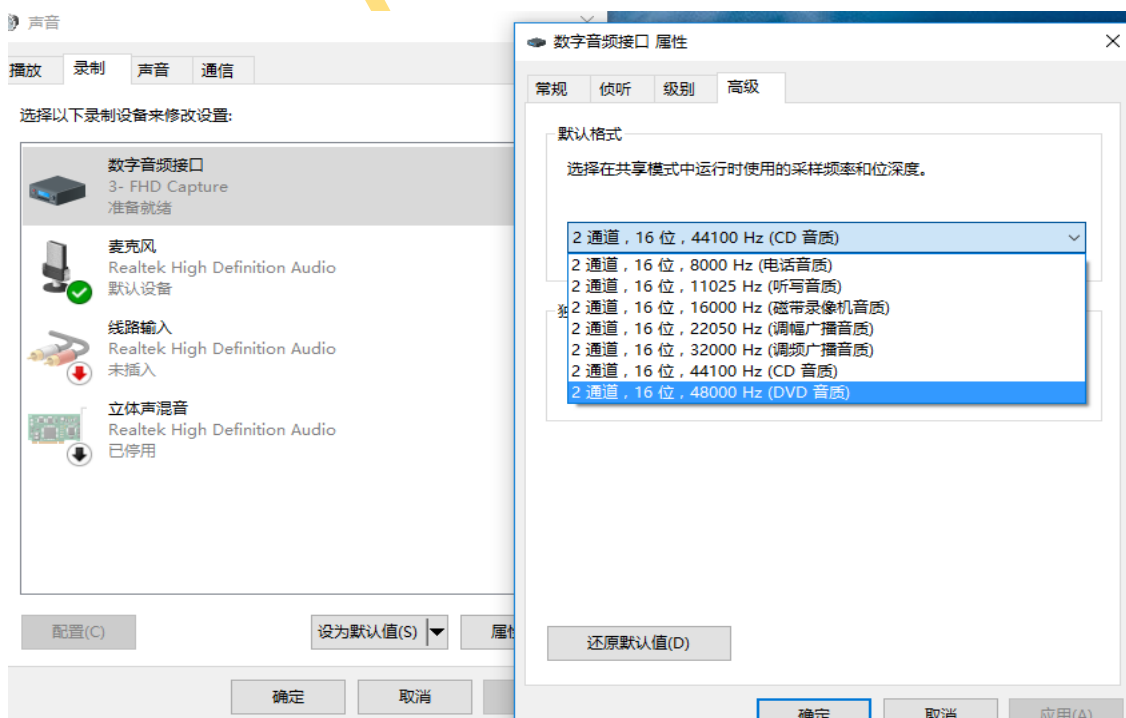 声音
播放 录制 声音 通信
选择以下录制设备来修改设置:
数字音频接口
3- FHD Capture
准备就绪
麦克风
Realtek High Definition Audio
默认设备
线路输入
Realtek High Definition Audio
未插入
立体声混音
Realtek High Definition Audio
已停用
配置(C) 设为默认值(S)
确定 取消
数字音频接口 属性
常规 侦听 级别 高级
默认格式
选择在共享模式中运行时使用的采样频率和位深度。
2 通道，16 位，44100 Hz (CD 音质)
2 通道，16 位，8000 Hz (电话音质)
2 通道，16 位，11025 Hz (听写音质)
2 通道，16 位，16000 Hz (磁带录像机音质)
2 通道，16 位，22050 Hz (调幅广播音质)
2 通道，16 位，32000 Hz (调频广播音质)
2 通道，16 位，44100 Hz (CD 音质)
2 通道，16 位，48000 Hz (DVD 音质)
还原默认值(D)
确定 取消 应用(A)